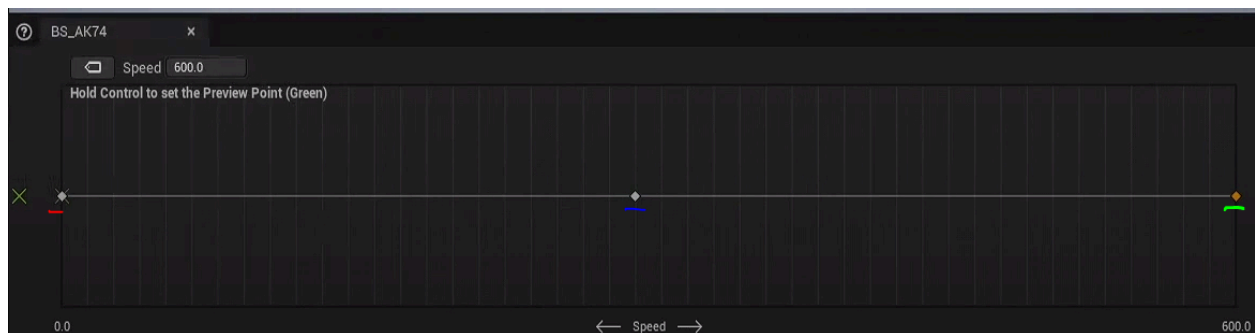 BS_AK74
Speed 600.0
Hold Control to set the Preview Point (Green)
0.0 Speed 600.0